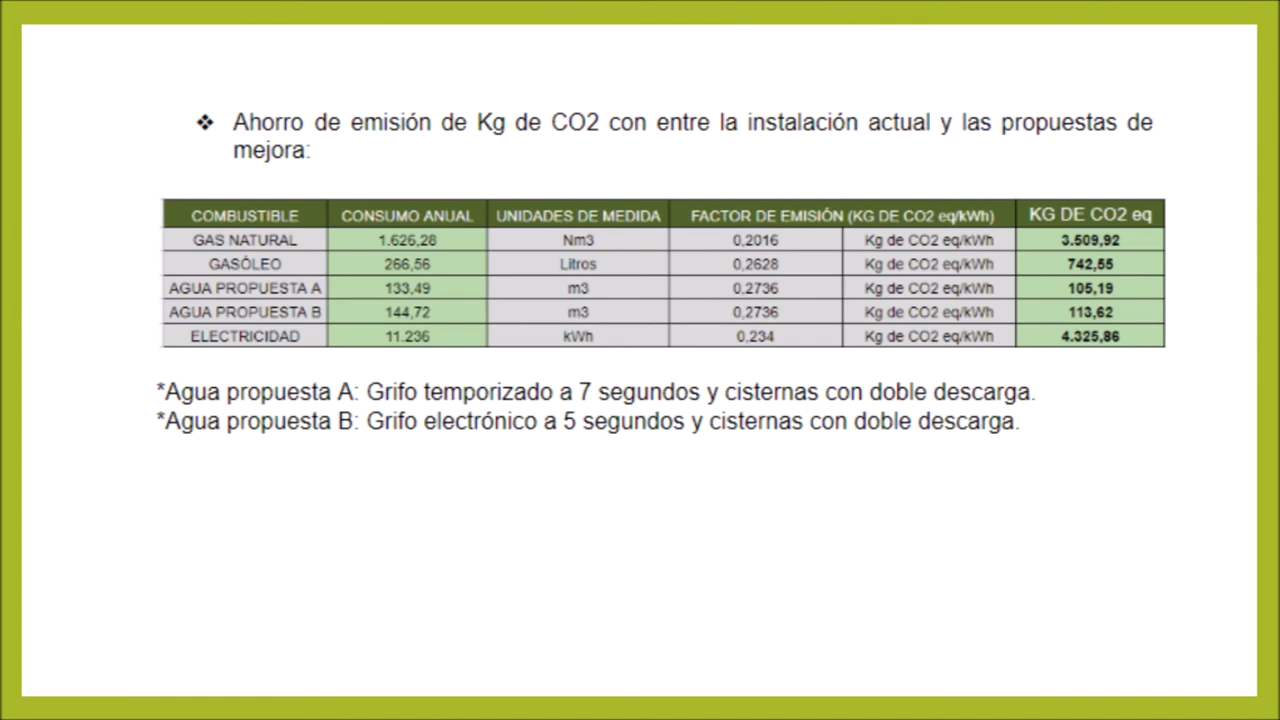 ❖ Ahorro de emisión de Kg de CO2 con entre la instalación actual y las propuestas de
mejora:
COMBUSTIBLE CONSUMO ANUAL UNIDADES DE MEDIDA FACTOR DE EMISIÓN (KG DE CO2 eq/kWh) KG DE CO2 eq
GAS NATURAL 1.626,28 Nm3 0,2016 Kg de CO2 eq/kWh 3.509,92
GASÓLEO 266,56 Litros 0,2628 Kg de CO2 eq/kWh 742,55
AGUA PROPUESTA A 133,49 m3 0,2736 Kg de CO2 eq/kWh 105,19
AGUA PROPUESTA B 144,72 m3 0,2736 Kg de CO2 eq/kWh 113,62
ELECTRICIDAD 11.236 kWh 0,234 Kg de CO2 eq/kWh 4.325,86
*Agua propuesta A: Grifo temporizado a 7 segundos y cisternas con doble descarga.
*Agua propuesta B: Grifo electrónico a 5 segundos y cisternas con doble descarga.